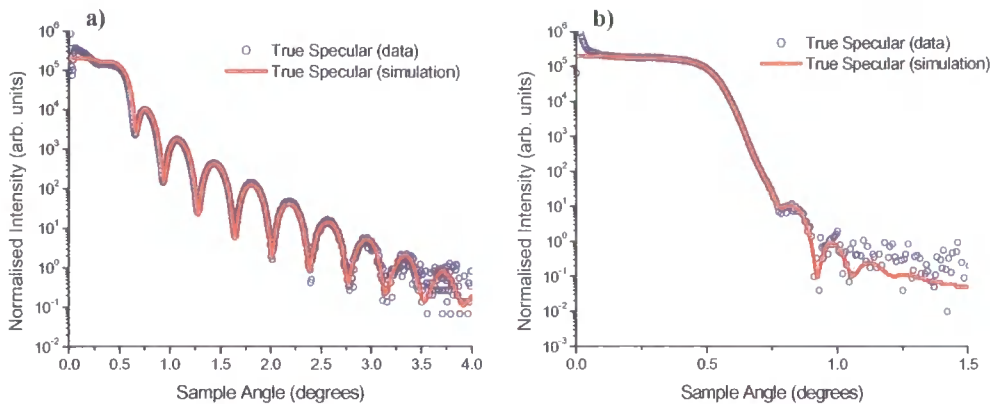 a)
10^6
10^5
10^4
10^3
10^2
10^1
10^0
10^-1
10^-2
Normalised Intensity (arb. units)
True Specular (data)
True Specular (simulation)
0.0 0.5 1.0 1.5 2.0 2.5 3.0 3.5 4.0
Sample Angle (degrees)
b)
10^6
10^5
10^4
10^3
10^2
10^1
10^0
10^-1
10^-2
10^-3
Normalised Intensity (arb. units)
True Specular (data)
True Specular (simulation)
0.0 0.5 1.0 1.5
Sample Angle (degrees)